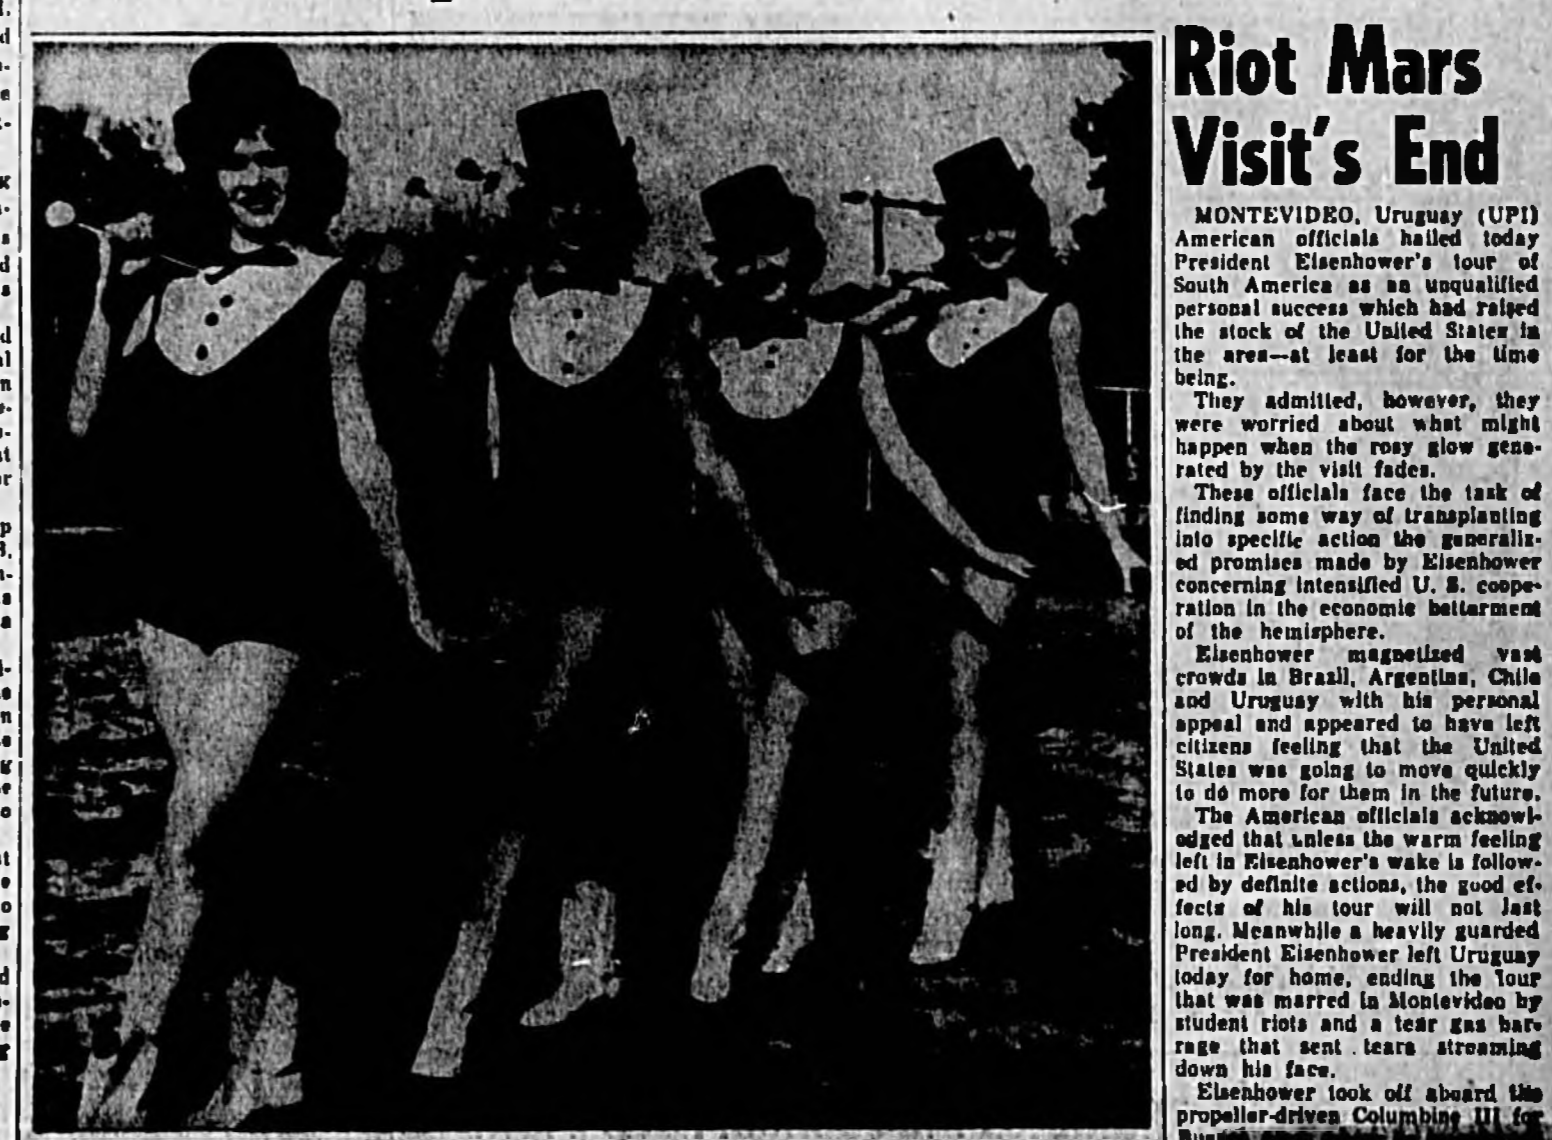 Riot Mars
Visit's End
MONTEVIDEO, Uruguay (UPI)
American officials hailed today
President Eisenhower's tour of
South America as an unqualified
personal success which had raised
the stock of the United States in
the area—at least for the time
being.
They admitted, however, they
were worried about what might
happen when the rosy glow gene-
rated by the visit fades.
These officials face the task of
finding some way of transplanting
into specific action the generaliz-
ed promises made by Eisenhower
concerning intensified U. S. coope-
ration in the economic betterment
of the hemisphere.
Eisenhower magnetized vast
crowds in Brazil, Argentina, Chile
and Uruguay with his personal
appeal and appeared to have left
citizens feeling that the United
States was going to move quickly
to do more for them in the future.
The American officials acknowl-
edged that unless the warm feeling
left in Eisenhower's wake is follow-
ed by definite actions, the good ef-
fects of his tour will not last
long. Meanwhile a heavily guarded
President Eisenhower left Uruguay
today for home, ending the tour
that was marred in Montevideo by
student riots and a tear gas bar-
rage that sent tears streaming
down his face.
Eisenhower took off aboard the
propeller-driven Columbine III for